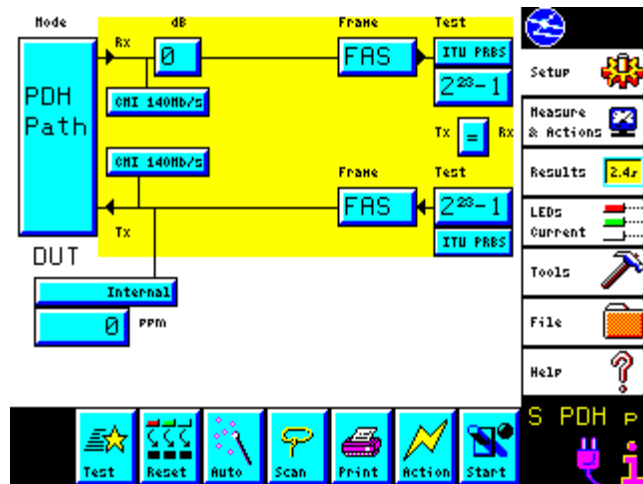 Mode dB Frame Test
Rx 0 FAS ITU PRBS
2²³-1
PDH Path
CMI 140Mb/s
Tx = Rx
CMI 140Mb/s
Frame Test
FAS 2²³-1
Tx ITU PRBS
DUT
Internal
0 PPM
Setup
Measure
& Actions
Results 2.4
LEDs
Current
Tools
File
Help
S PDH P
Test Reset Auto Scan Print Action Start